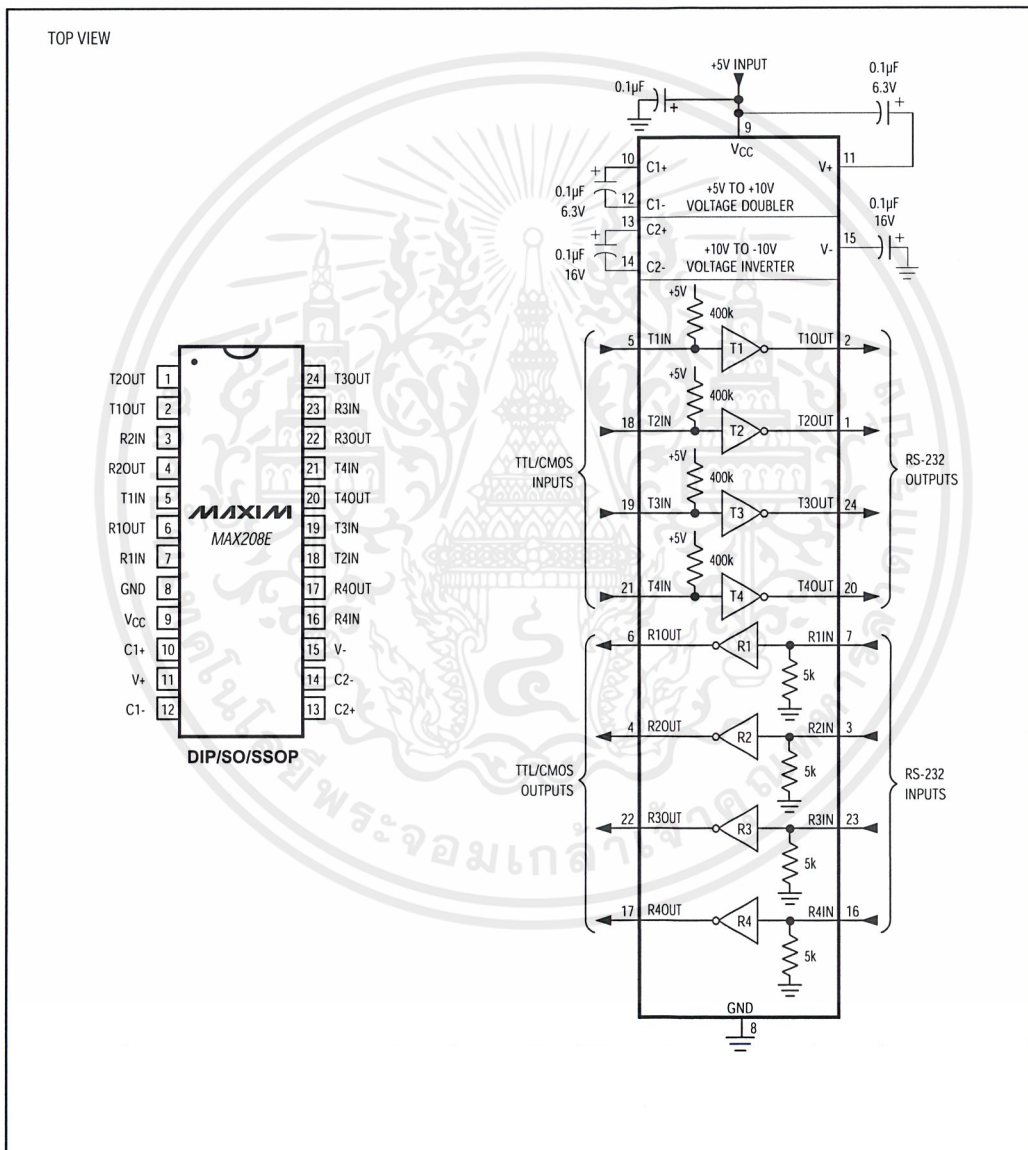 TOP VIEW
T2OUT 1
T1OUT 2
R2IN 3
R2OUT 4
T1IN 5
R1OUT 6
R1IN 7
GND 8
VCC 9
C1+ 10
V+ 11
C1- 12
24 T3OUT
23 R3IN
22 R3OUT
21 T4IN
20 T4OUT
19 T3IN
18 T2IN
17 R4OUT
16 R4IN
15 V-
14 C2-
13 C2+
MAXIM
MAX208E
DIP/SO/SSOP
+5V INPUT
0.1µF
+
0.1µF
6.3V
+
9
VCC
10 C1+
+
0.1µF
6.3V
12 C1-
+5V TO +10V
VOLTAGE DOUBLER
V+ 11
13 C2+
+
0.1µF
16V
14 C2-
+10V TO -10V
VOLTAGE INVERTER
V- 15
0.1µF
16V
+
TTL/CMOS
INPUTS
+5V
400k
5 T1IN T1 T1OUT 2
+5V
400k
18 T2IN T2 T2OUT 1
+5V
400k
19 T3IN T3 T3OUT 24
+5V
400k
21 T4IN T4 T4OUT 20
RS-232
OUTPUTS
TTL/CMOS
OUTPUTS
6 R1OUT R1 R1IN 7
5k
4 R2OUT R2 R2IN 3
5k
22 R3OUT R3 R3IN 23
5k
17 R4OUT R4 R4IN 16
5k
RS-232
INPUTS
GND
8